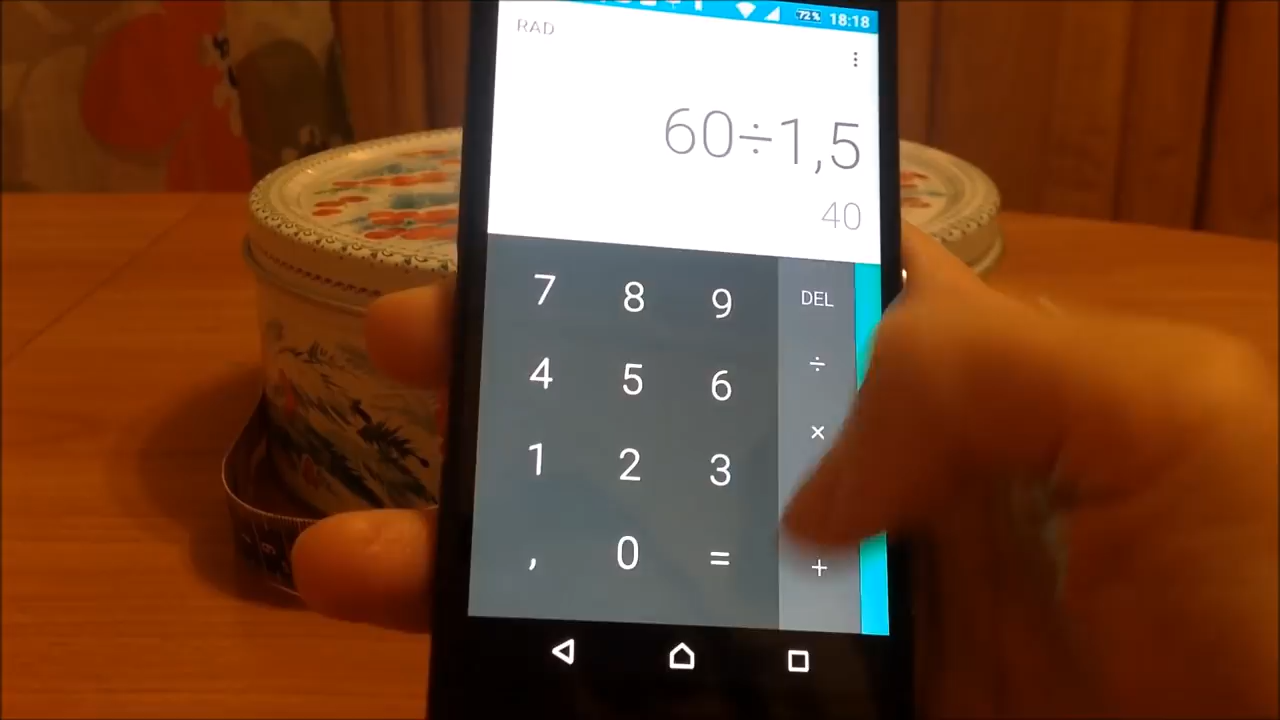 72% 18:18
RAD
60÷1,5
40
7 8 9 DEL
4 5 6 ÷
1 2 3 ×
, 0 = +